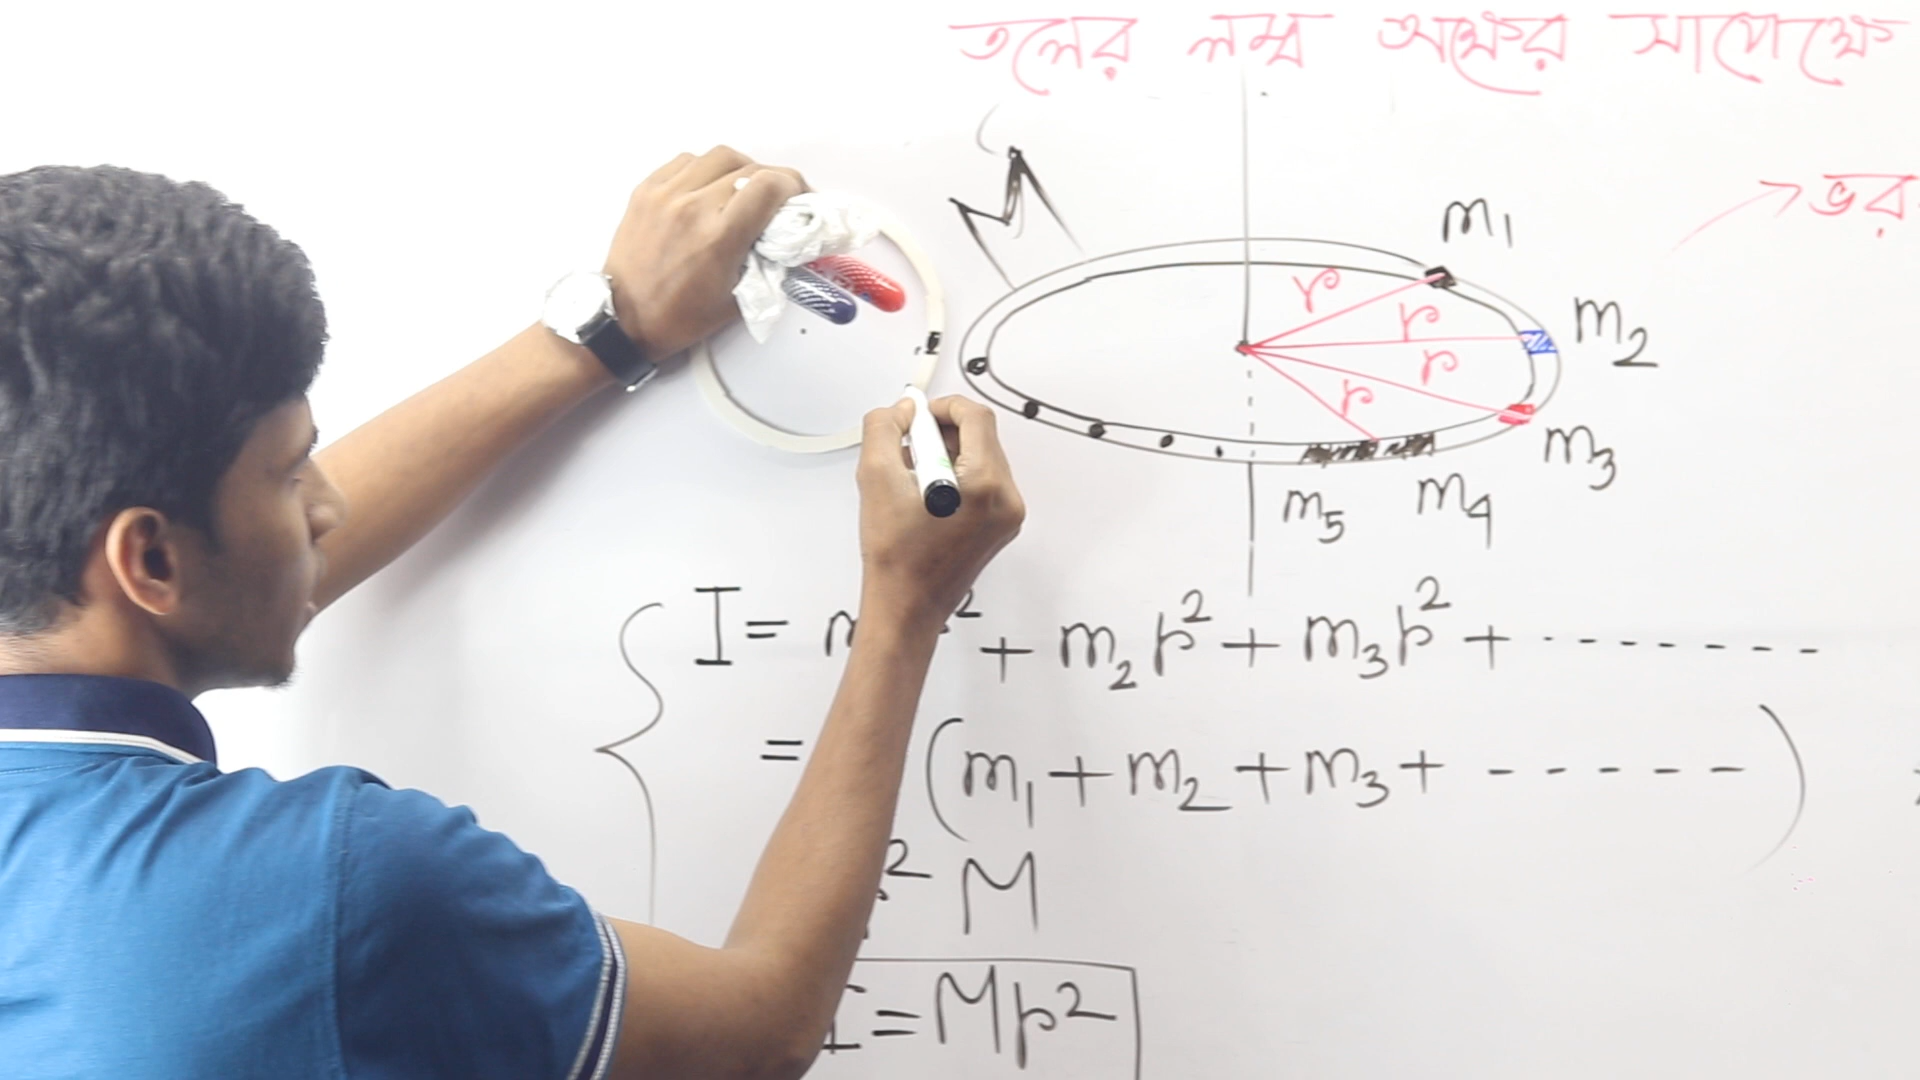 তলের লম্ব অক্ষের সাপেক্ষে
ভর
M
m₁
r
r
m₂
r
r
m₃
m₅ m₄
I = r² + m₂r² + m₃r² + -------
= (m₁ + m₂ + m₃ + -----)
r² M
I = Mr²